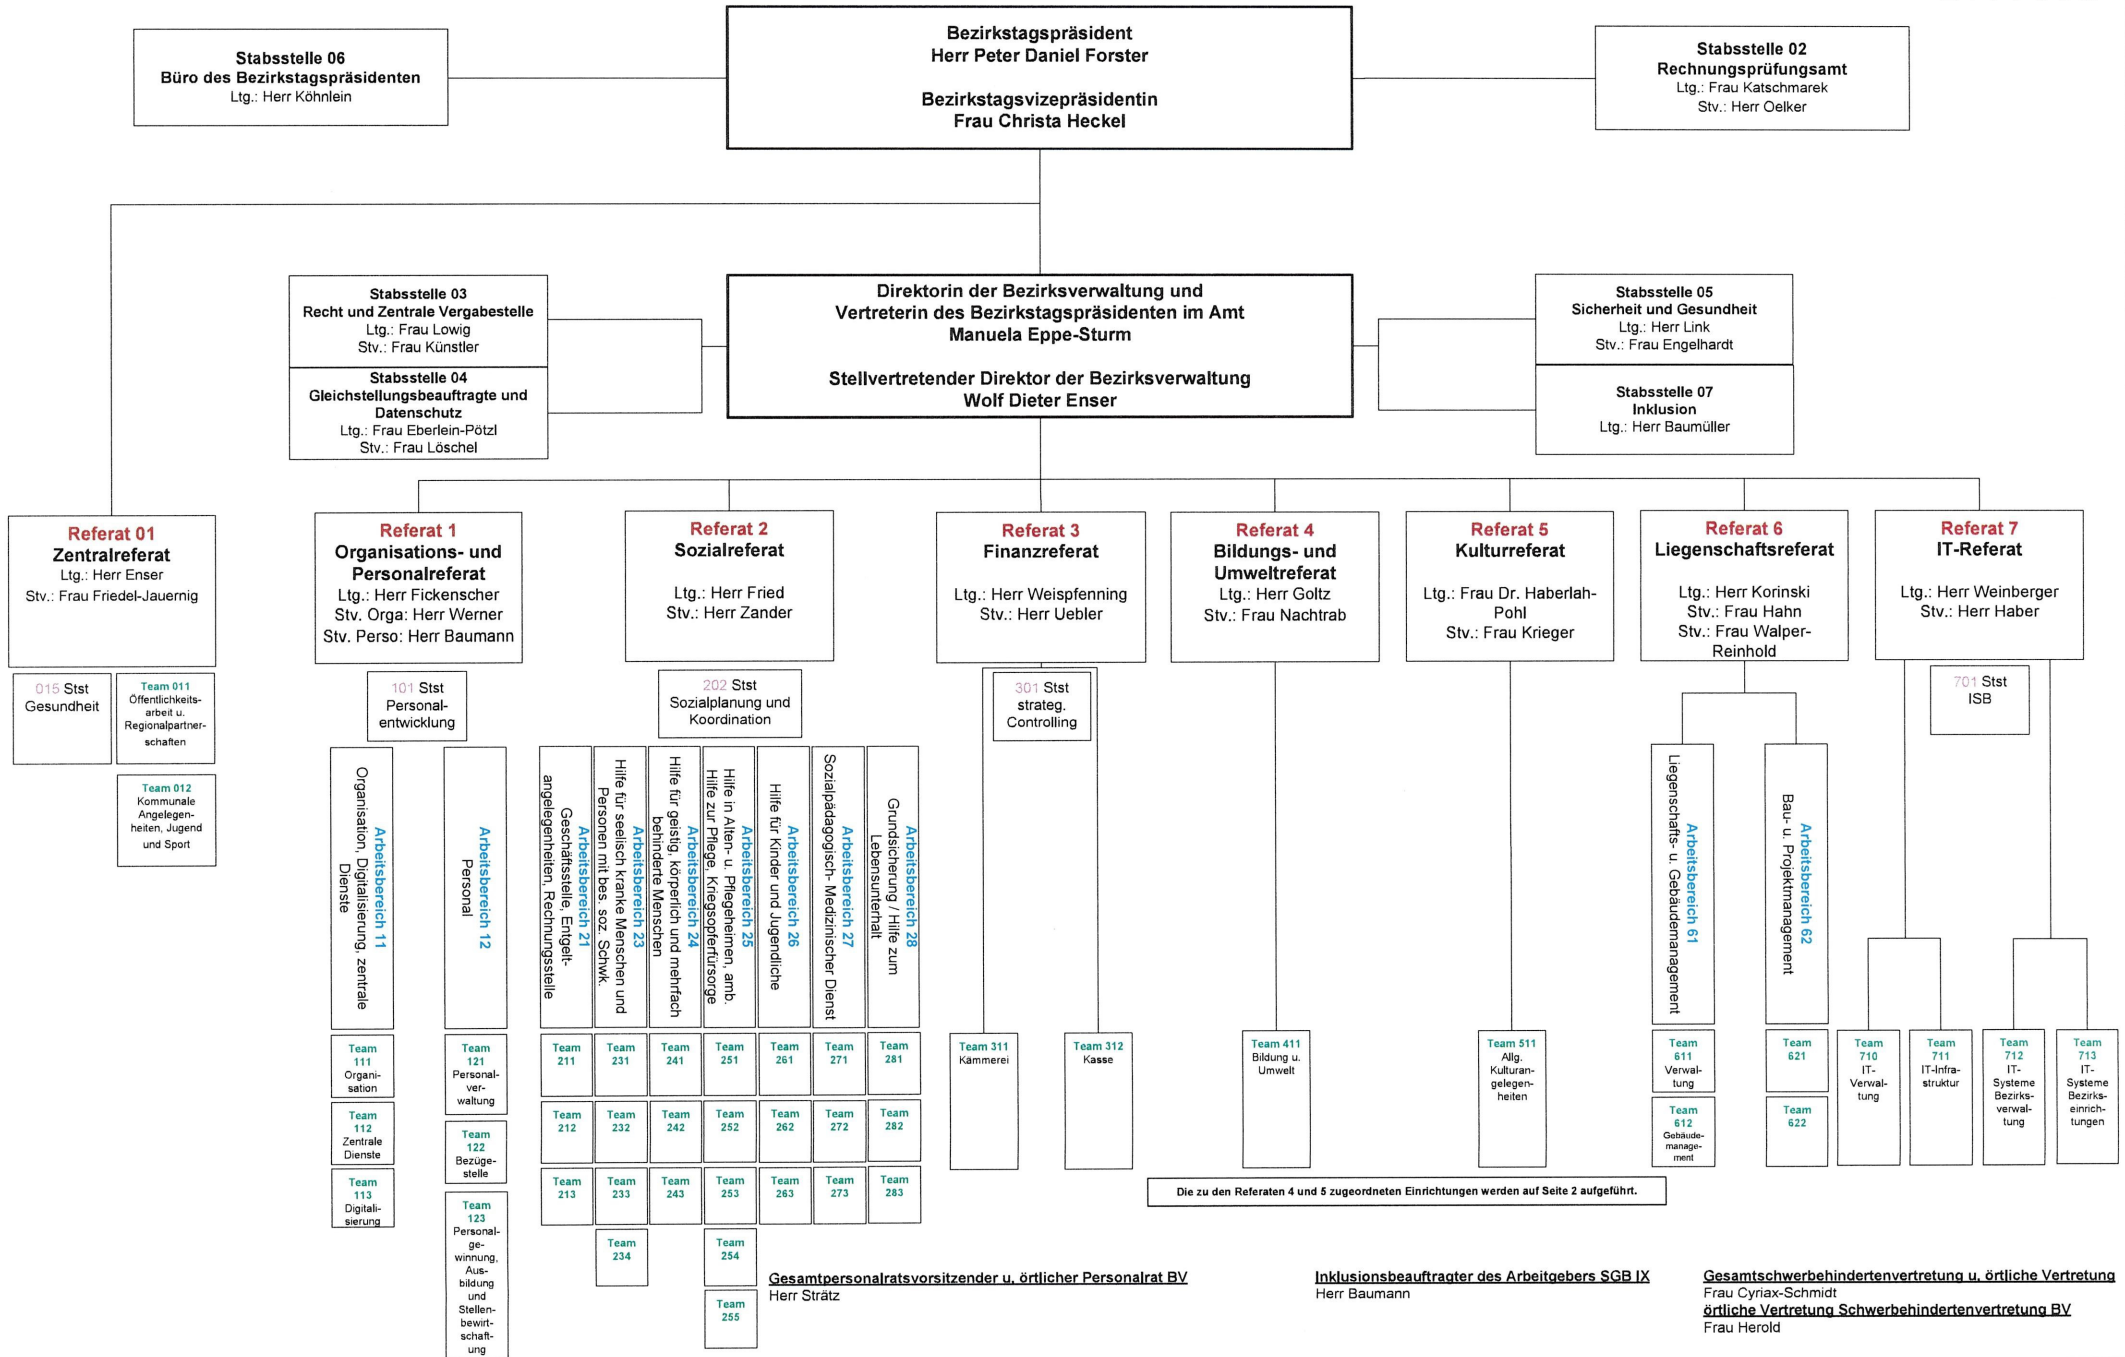 Bezirkstagspräsident
Herr Peter Daniel Forster
Bezirkstagsvizepräsidentin
Frau Christa Heckel
Stabsstelle 06
Büro des Bezirkstagspräsidenten
Ltg.: Herr Köhnlein
Stabsstelle 02
Rechnungsprüfungsamt
Ltg.: Frau Katschmarek
Stv.: Herr Oelker
Stabsstelle 03
Recht und Zentrale Vergabestelle
Ltg.: Frau Lowig
Stv.: Frau Künstler
Stabsstelle 04
Gleichstellungsbeauftragte und
Datenschutz
Ltg.: Frau Eberlein-Pötzl
Stv.: Frau Löschel
Direktorin der Bezirksverwaltung und
Vertreterin des Bezirkstagspräsidenten im Amt
Manuela Eppe-Sturm
Stellvertretender Direktor der Bezirksverwaltung
Wolf Dieter Enser
Stabsstelle 05
Sicherheit und Gesundheit
Ltg.: Herr Link
Stv.: Frau Engelhardt
Stabsstelle 07
Inklusion
Ltg.: Herr Baumüller
Referat 01
Zentralreferat
Ltg.: Herr Enser
Stv.: Frau Friedel-Jauernig
015 Stst
Gesundheit
Team 011
Öffentlichkeits-
arbeit u.
Regionalpartner-
schaften
Team 012
Kommunale
Angelegen-
heiten, Jugend
und Sport
Referat 1
Organisations- und
Personalreferat
Ltg.: Herr Fickenscher
Stv. Orga: Herr Werner
Stv. Perso: Herr Baumann
101 Stst
Personal-
entwicklung
Arbeitsbereich 11
Organisation, Digitalisierung, zentrale
Dienste
Team
111
Organi-
sation
Team
112
Zentrale
Dienste
Team
113
Digitali-
sierung
Arbeitsbereich 12
Personal
Team
121
Personal-
ver-
waltung
Team
122
Bezüge-
stelle
Team
123
Personal-
ge-
winnung,
Aus-
bildung
und
Stellen-
bewirt-
schaft-
ung
Referat 2
Sozialreferat
Ltg.: Herr Fried
Stv.: Herr Zander
202 Stst
Sozialplanung und
Koordination
Arbeitsbereich 21
Geschäftsstelle, Entgelt-
angelegenheiten, Rechnungsstelle
Team
211
Team
212
Team
213
Arbeitsbereich 23
Hilfe für seelisch kranke Menschen und
Personen mit bes. soz. Schwk.
Team
231
Team
232
Team
233
Team
234
Arbeitsbereich 24
Hilfe für geistig, körperlich und mehrfach
behinderte Menschen
Team
241
Team
242
Team
243
Arbeitsbereich 25
Hilfe in Alten- u. Pflegeheimen, amb.
Hilfe zur Pflege, Kriegsopferfürsorge
Team
251
Team
252
Team
253
Team
254
Team
255
Arbeitsbereich 26
Hilfe für Kinder und Jugendliche
Team
261
Team
262
Team
263
Arbeitsbereich 27
Sozialpädagogisch- Medizinischer Dienst
Team
271
Team
272
Team
273
Arbeitsbereich 28
Grundsicherung / Hilfe zum
Lebensunterhalt
Team
281
Team
282
Team
283
Referat 3
Finanzreferat
Ltg.: Herr Weispfenning
Stv.: Herr Uebler
301 Stst
strateg.
Controlling
Team 311
Kämmerei
Team 312
Kasse
Referat 4
Bildungs- und
Umweltreferat
Ltg.: Herr Goltz
Stv.: Frau Nachtrab
Team 411
Bildung u.
Umwelt
Referat 5
Kulturreferat
Ltg.: Frau Dr. Haberlah-
Pohl
Stv.: Frau Krieger
Team 511
Allg.
Kulturan-
gelegen-
heiten
Referat 6
Liegenschaftsreferat
Ltg.: Herr Korinski
Stv.: Frau Hahn
Stv.: Frau Walper-
Reinhold
Arbeitsbereich 61
Liegenschafts- u. Gebäudemanagement
Team
611
Verwal-
tung
Team
612
Gebäude-
manage-
ment
Arbeitsbereich 62
Bau- u. Projektmanagement
Team
621
Team
622
Referat 7
IT-Referat
Ltg.: Herr Weinberger
Stv.: Herr Haber
701 Stst
ISB
Team
710
IT-
Verwal-
tung
Team
711
IT-Infra-
struktur
Team
712
IT-
Systeme
Bezirks-
verwal-
tung
Team
713
IT-
Systeme
Bezirks-
einrich-
tungen
Die zu den Referaten 4 und 5 zugeordneten Einrichtungen werden auf Seite 2 aufgeführt.
Gesamtpersonalratsvorsitzender u. örtlicher Personalrat BV
Herr Strätz
Inklusionsbeauftragter des Arbeitgebers SGB IX
Herr Baumann
Gesamtschwerbehindertenvertretung u. örtliche Vertretung
Frau Cyriax-Schmidt
örtliche Vertretung Schwerbehindertenvertretung BV
Frau Herold